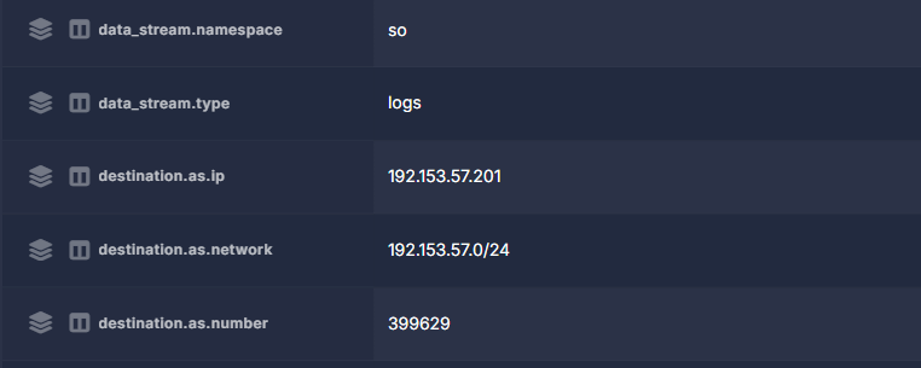 data_stream.namespace so
data_stream.type logs
destination.as.ip 192.153.57.201
destination.as.network 192.153.57.0/24
destination.as.number 399629